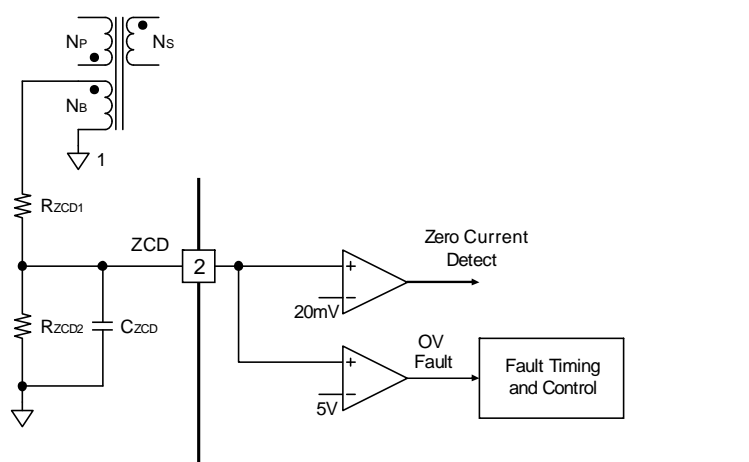 NP
NS
NB
1
RZCD1
ZCD
2
Zero Current
Detect
+
−
20mV
RZCD2
CZCD
OV
Fault
+
−
5V
Fault Timing
and Control